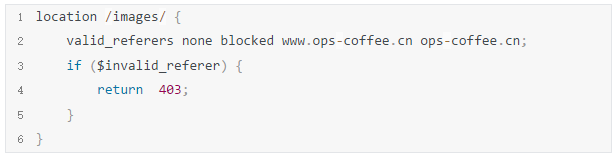 1 location /images/ {
2     valid_referers none blocked www.ops-coffee.cn ops-coffee.cn;
3     if ($invalid_referer) {
4         return  403;
5     }
6 }